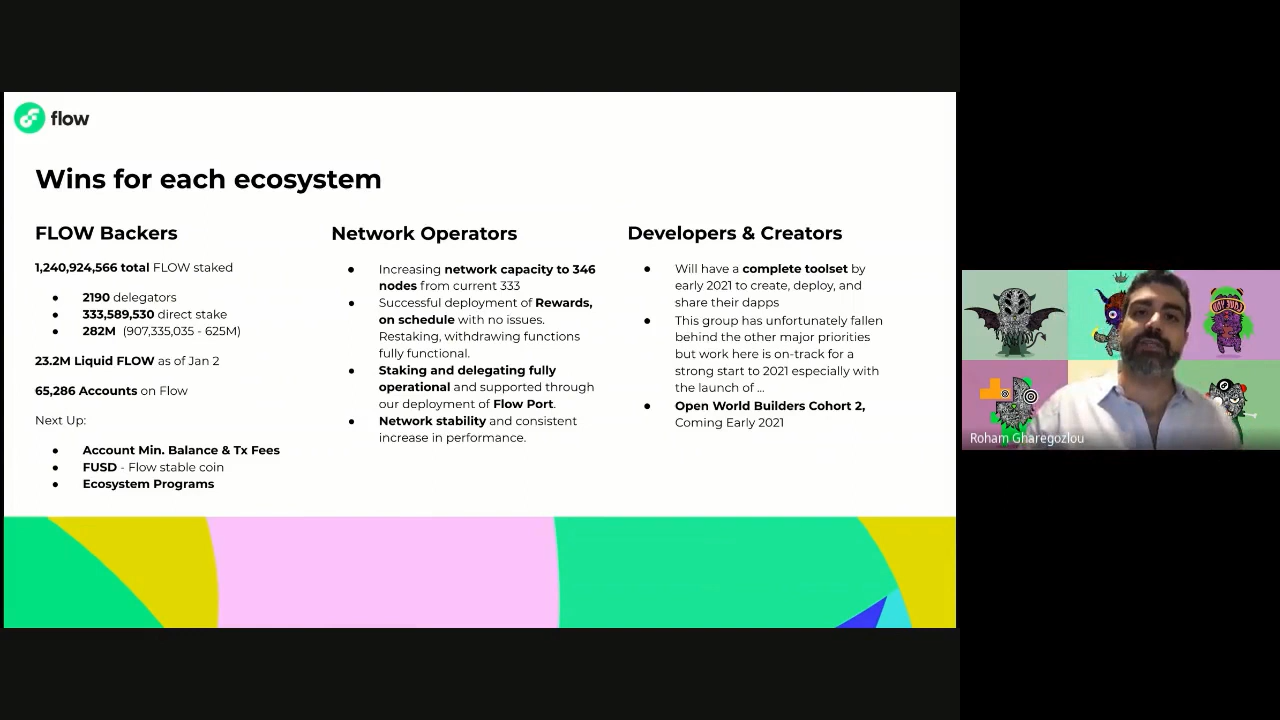 flow
Wins for each ecosystem
FLOW Backers
1,240,924,566 total FLOW staked
● 2190 delegators
● 333,589,530 direct stake
● 282M (907,335,035 - 625M)
23.2M Liquid FLOW as of Jan 2
65,286 Accounts on Flow
Next Up:
● Account Min. Balance & Tx Fees
● FUSD - Flow stable coin
● Ecosystem Programs
Network Operators
● Increasing network capacity to 346
nodes from current 333
● Successful deployment of Rewards,
on schedule with no issues.
Restaking, withdrawing functions
fully functional.
● Staking and delegating fully
operational and supported through
our deployment of Flow Port.
● Network stability and consistent
increase in performance.
Developers & Creators
● Will have a complete toolset by
early 2021 to create, deploy, and
share their dapps
● This group has unfortunately fallen
behind the other major priorities
but work here is on-track for a
strong start to 2021 especially with
the launch of ...
● Open World Builders Cohort 2,
Coming Early 2021
Roham Gharegozlou